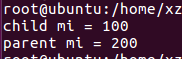 root@ubuntu:/home/xz
child mi = 100
parent mi = 200